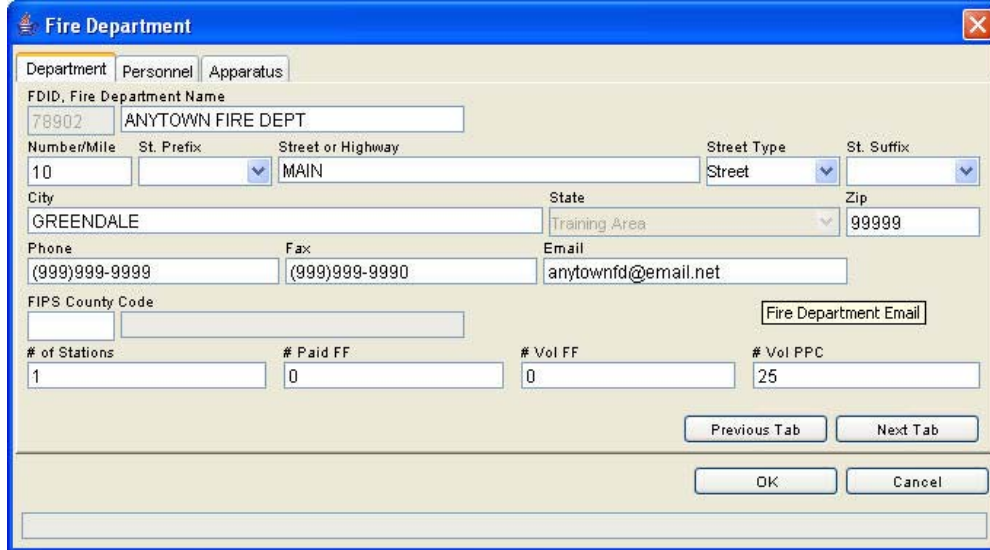 Fire Department
Department Personnel Apparatus
FDID, Fire Department Name
78902 ANYTOWN FIRE DEPT
Number/Mile St. Prefix Street or Highway Street Type St. Suffix
10 MAIN Street
City State Zip
GREENDALE Training Area 99999
Phone Fax Email
(999)999-9999 (999)999-9990 anytownfd@email.net
FIPS County Code
Fire Department Email
# of Stations # Paid FF # Vol FF # Vol PPC
1 0 0 25
Previous Tab Next Tab
OK Cancel